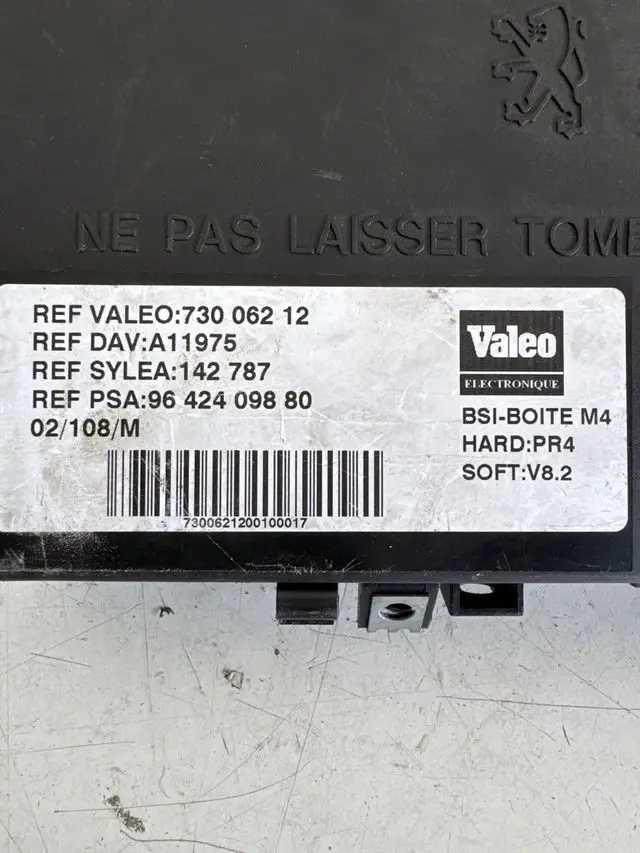 NE PAS LAISSER TOMB
REF VALEO:730 062 12
REF DAV:A11975
REF SYLEA:142 787
REF PSA:96 424 098 80
02/108/M
7300621200100017
Valeo
ELECTRONIQUE
BSI-BOITE M4
HARD:PR4
SOFT:V8.2